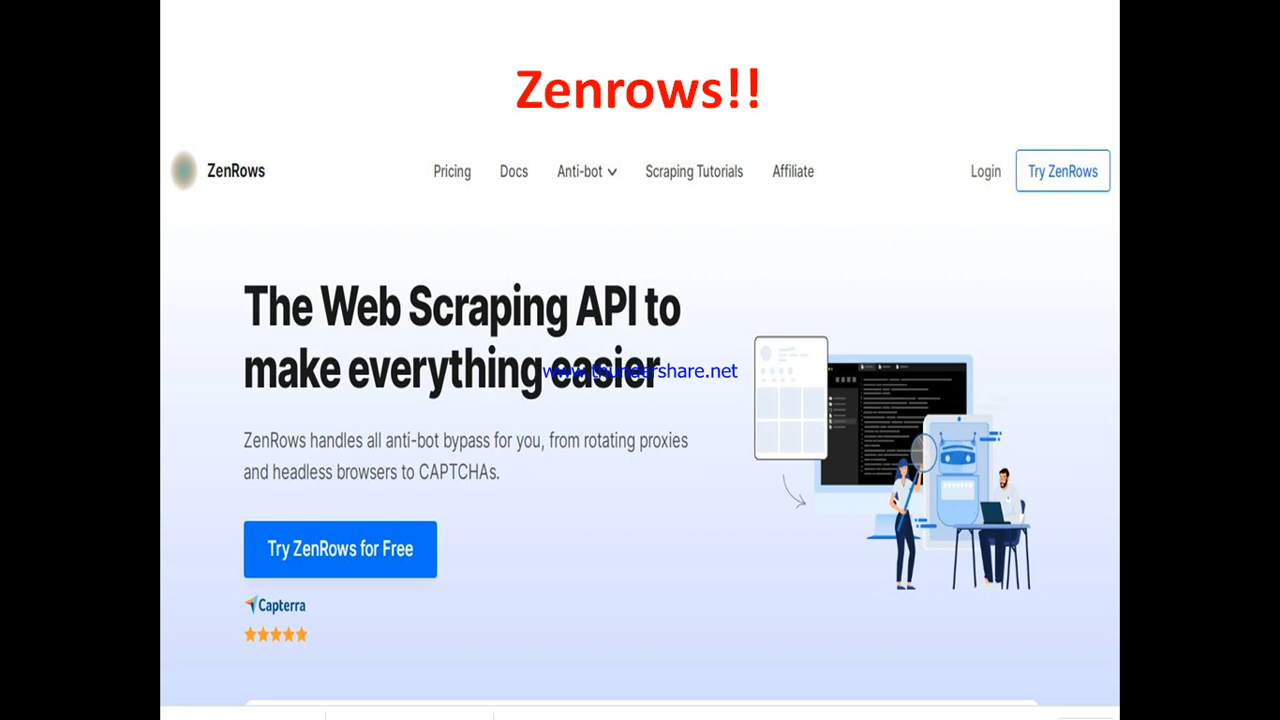 Zenrows!!
ZenRows
Pricing Docs Anti-bot Scraping Tutorials Affiliate
Login Try ZenRows
The Web Scraping API to
make everything easier
www.thundershare.net
ZenRows handles all anti-bot bypass for you, from rotating proxies
and headless browsers to CAPTCHAs.
Try ZenRows for Free
Capterra